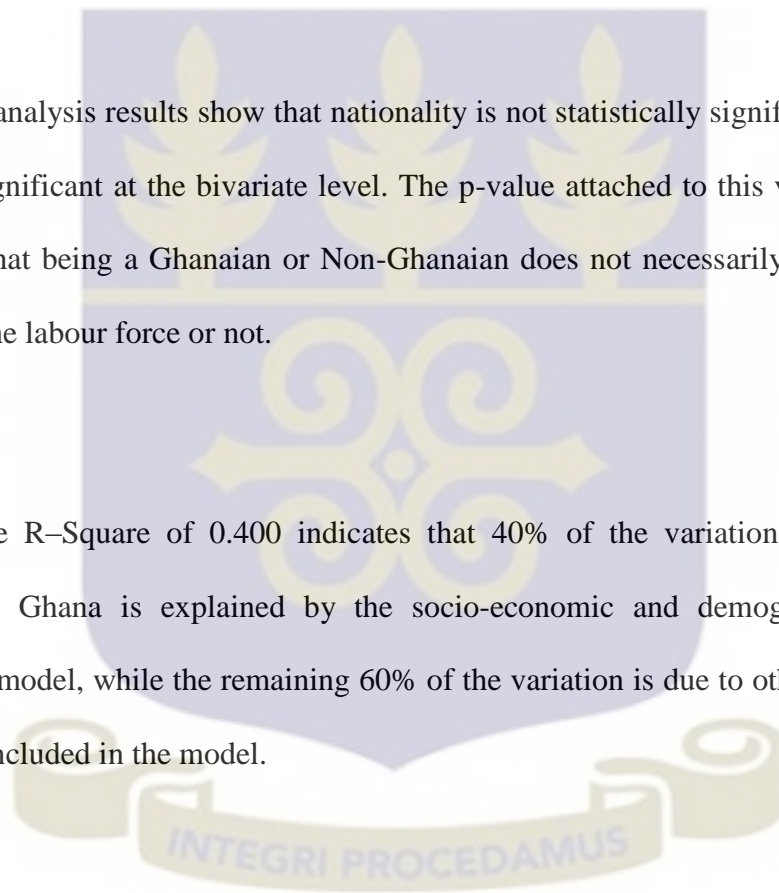 analysis results show that nationality is not statistically signif
gnificant at the bivariate level. The p-value attached to this v
hat being a Ghanaian or Non-Ghanaian does not necessarily
he labour force or not.
e R–Square of 0.400 indicates that 40% of the variation
Ghana is explained by the socio-economic and demog
model, while the remaining 60% of the variation is due to ot
ncluded in the model.
INTEGRI PROCEDAMUS